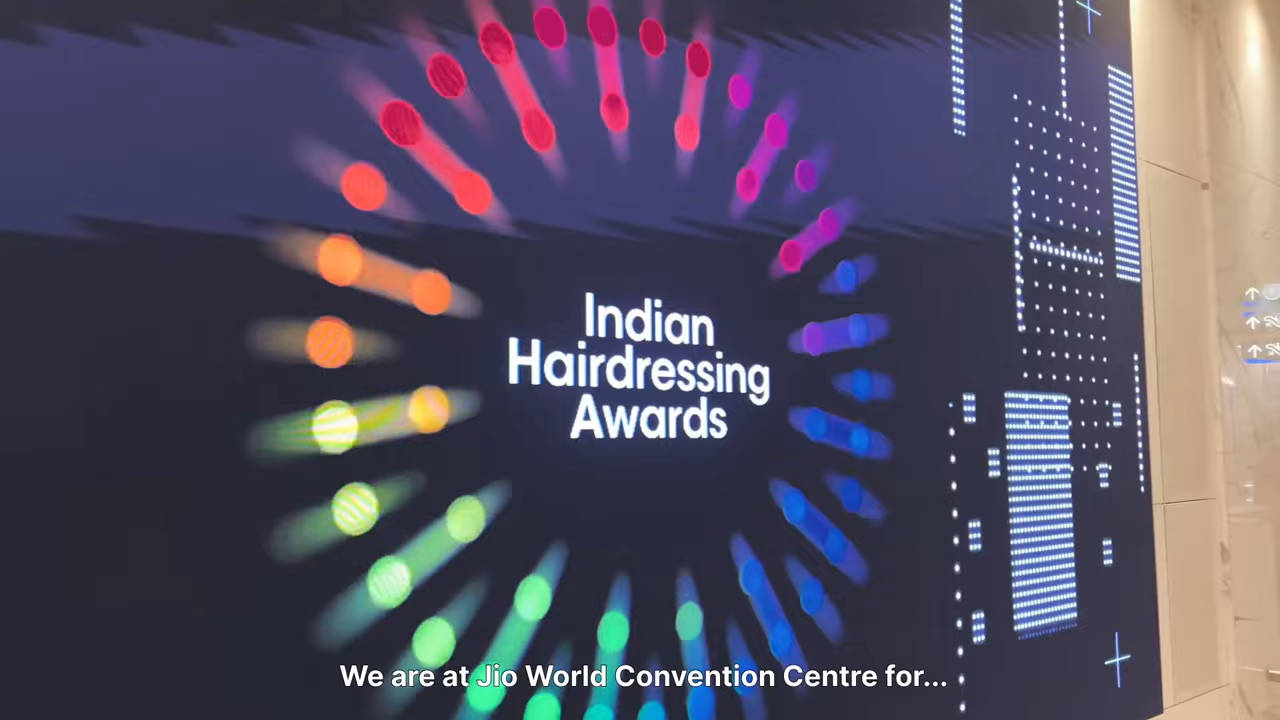 Indian
Hairdressing
Awards
We are at Jio World Convention Centre for...